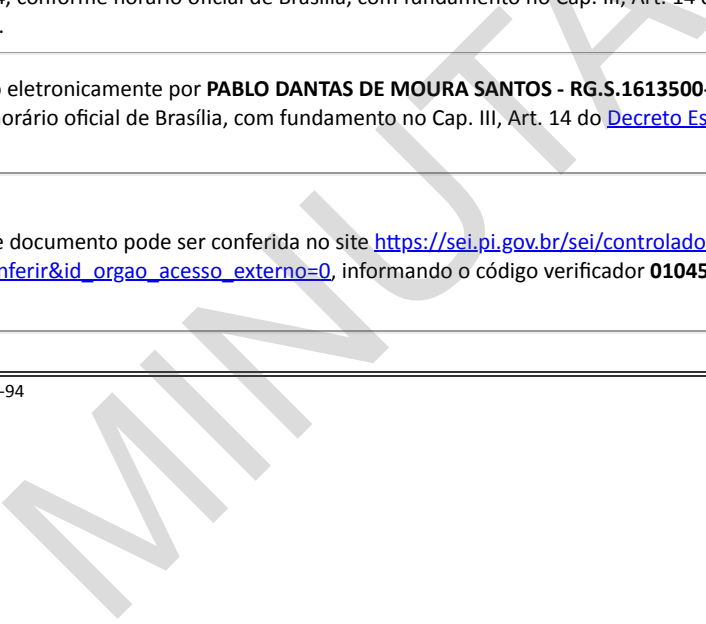 , conforme horário oficial de Brasília, com fundamento no Cap. III, Art. 14
.
eletronicamente por PABLO DANTAS DE MOURA SANTOS - RG.S.1613500-
orário oficial de Brasília, com fundamento no Cap. III, Art. 14 do Decreto Es
e documento pode ser conferida no site https://sei.pi.gov.br/sei/controlado
nferir&id_orgao_acesso_externo=0, informando o código verificador 01045
-94
MINUTA